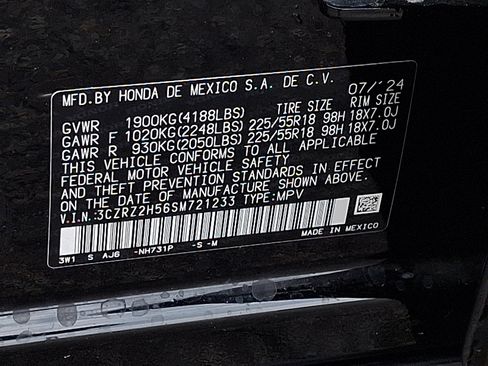 MFD.BY HONDA DE MEXICO S.A. DE C.V. 07/'24
GVWR 1900KG(4188LBS) TIRE SIZE RIM SIZE
GAWR F 1020KG(2248LBS) 225/55R18 98H 18X7.0J
GAWR R 930KG(2050LBS) 225/55R18 98H 18X7.0J
THIS VEHICLE CONFORMS TO ALL APPLICABLE
FEDERAL MOTOR VEHICLE SAFETY
AND THEFT PREVENTION STANDARDS IN EFFECT
ON THE DATE OF MANUFACTURE SHOWN ABOVE.
V.I.N.:3CZRZ2H56SM721233 TYPE:MPV
3W1 S AJ6 -NH731P -S -M MADE IN MEXICO